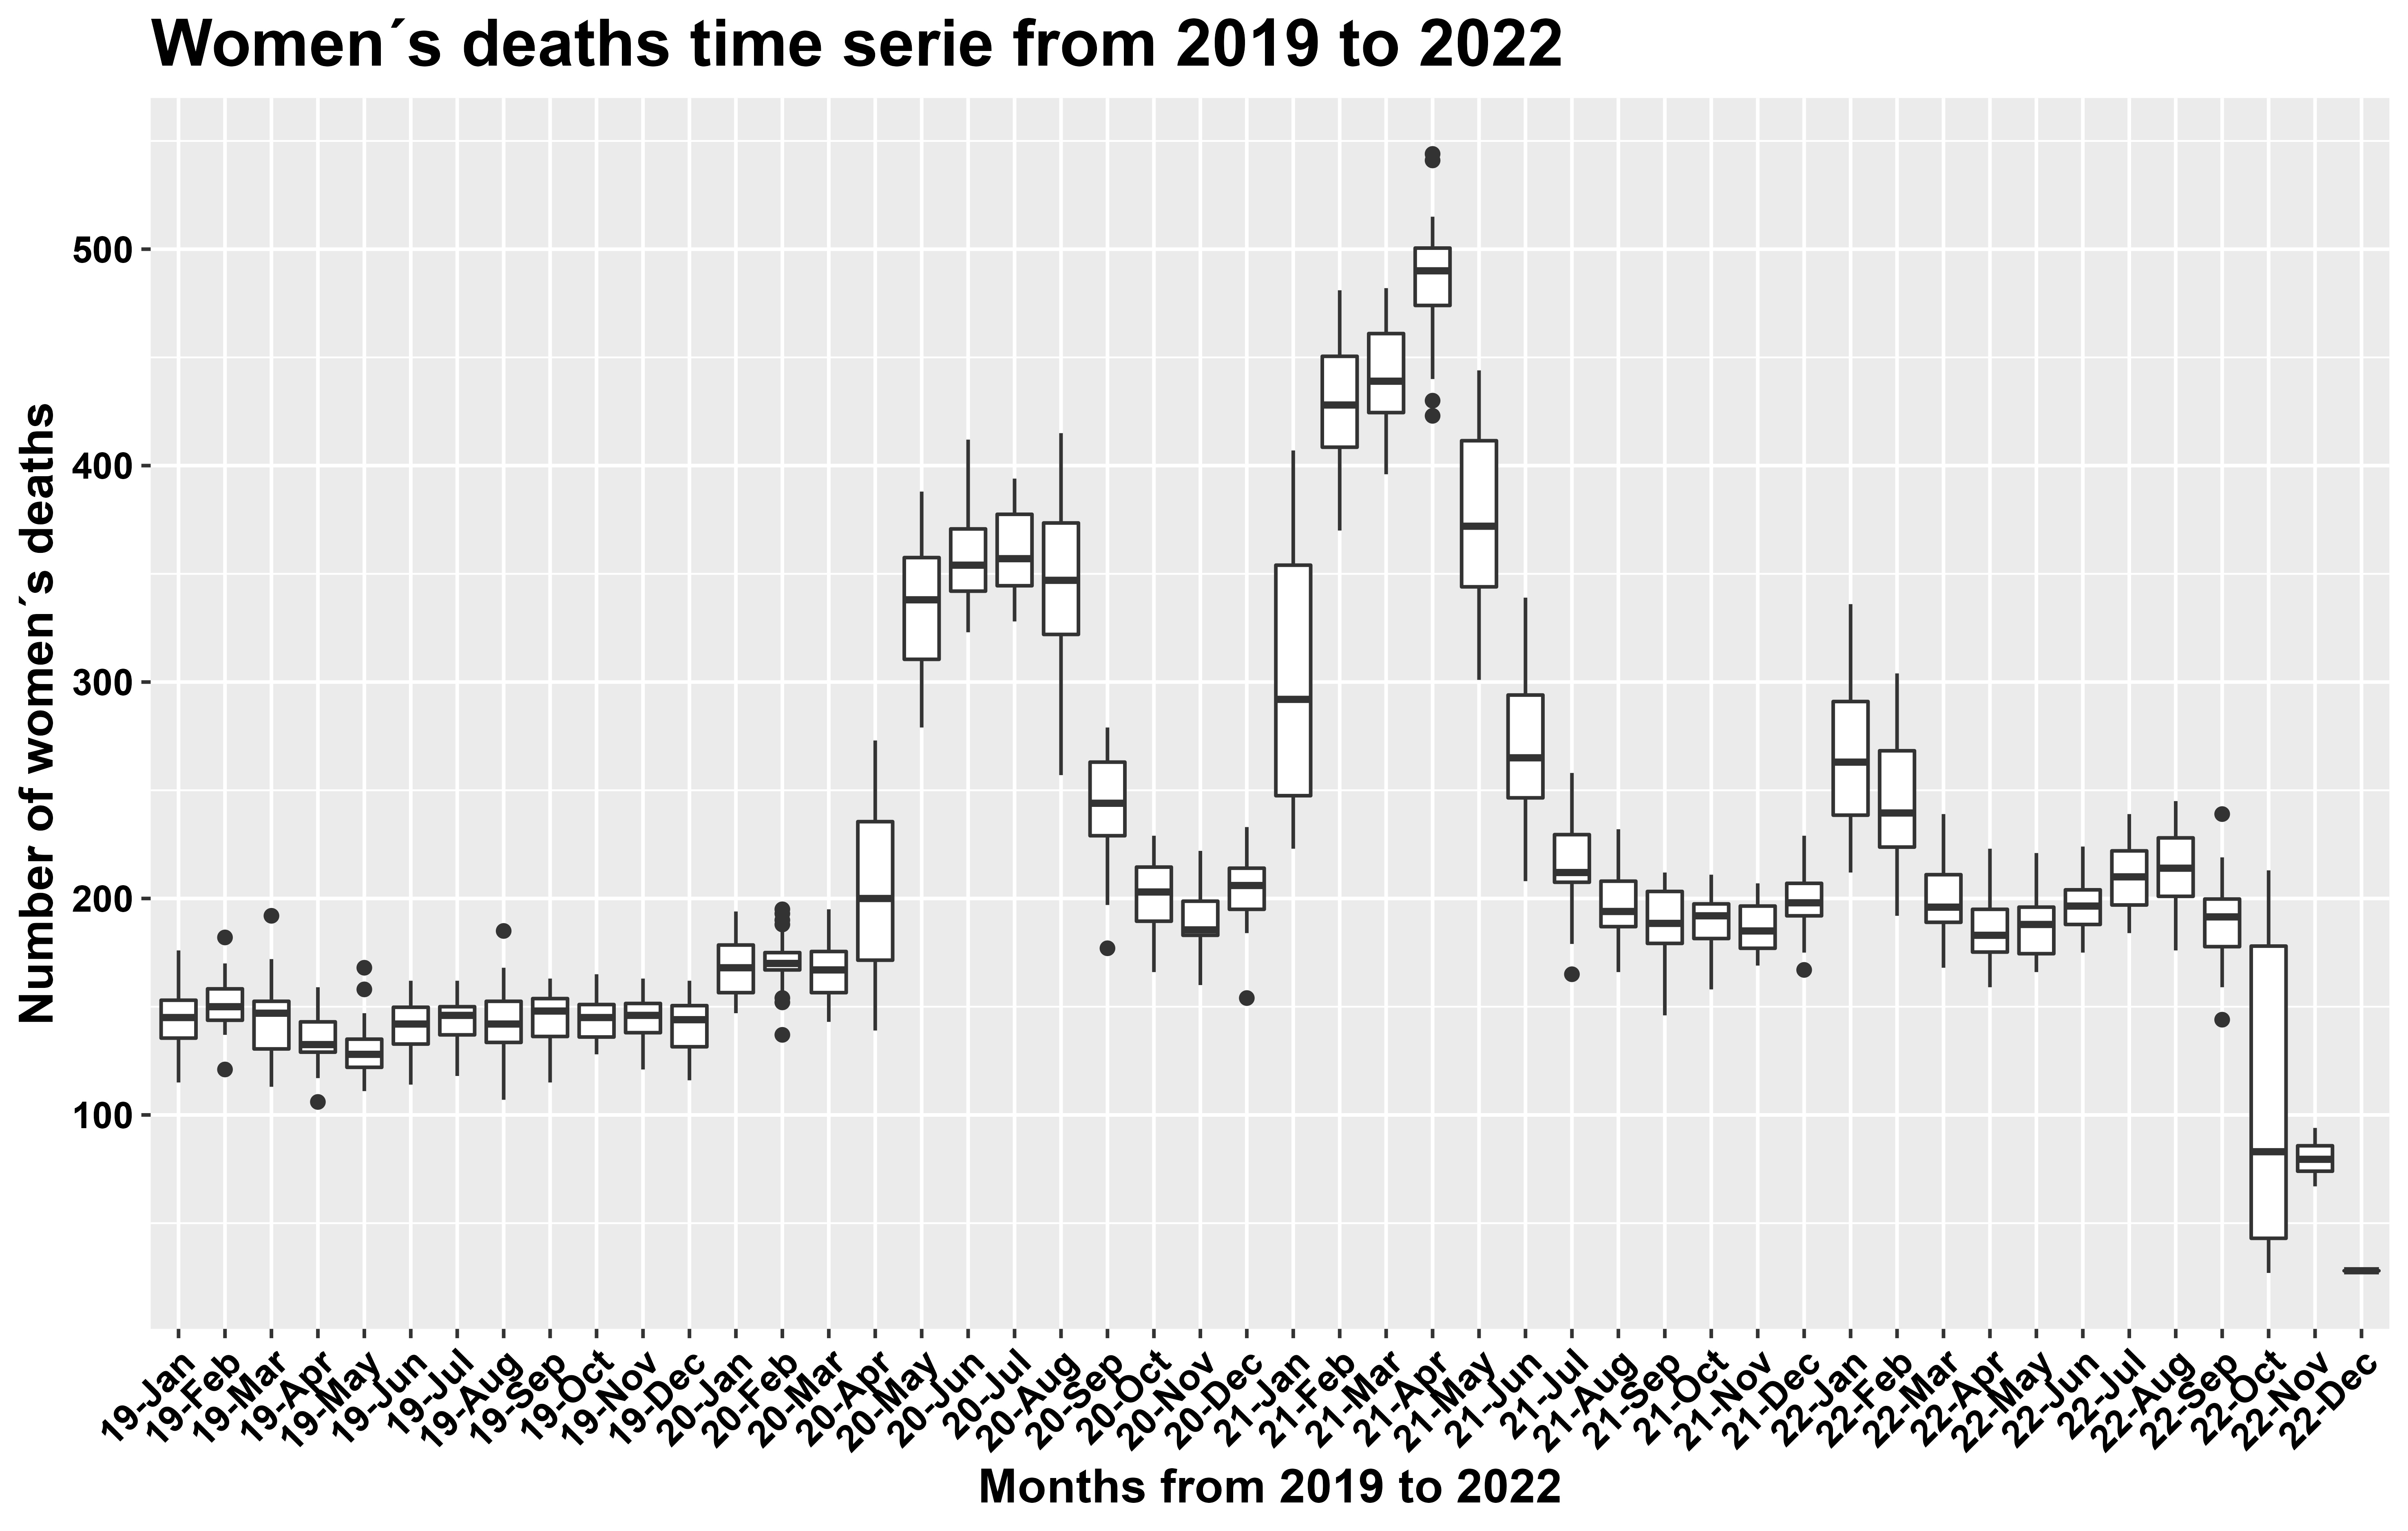 Women´s deaths time serie from 2019 to 2022
Number of women´s deaths
500
400
300
200
100
19-Jan
19-Feb
19-Mar
19-Apr
19-May
19-Jun
19-Jul
19-Aug
19-Sep
19-Oct
19-Nov
19-Dec
20-Jan
20-Feb
20-Mar
20-Apr
20-May
20-Jun
20-Jul
20-Aug
20-Sep
20-Oct
20-Nov
20-Dec
21-Jan
21-Feb
21-Mar
21-Apr
21-May
21-Jun
21-Jul
21-Aug
21-Sep
21-Oct
21-Nov
21-Dec
22-Jan
22-Feb
22-Mar
22-Apr
22-May
22-Jun
22-Jul
22-Aug
22-Sep
22-Oct
22-Nov
22-Dec
Months from 2019 to 2022